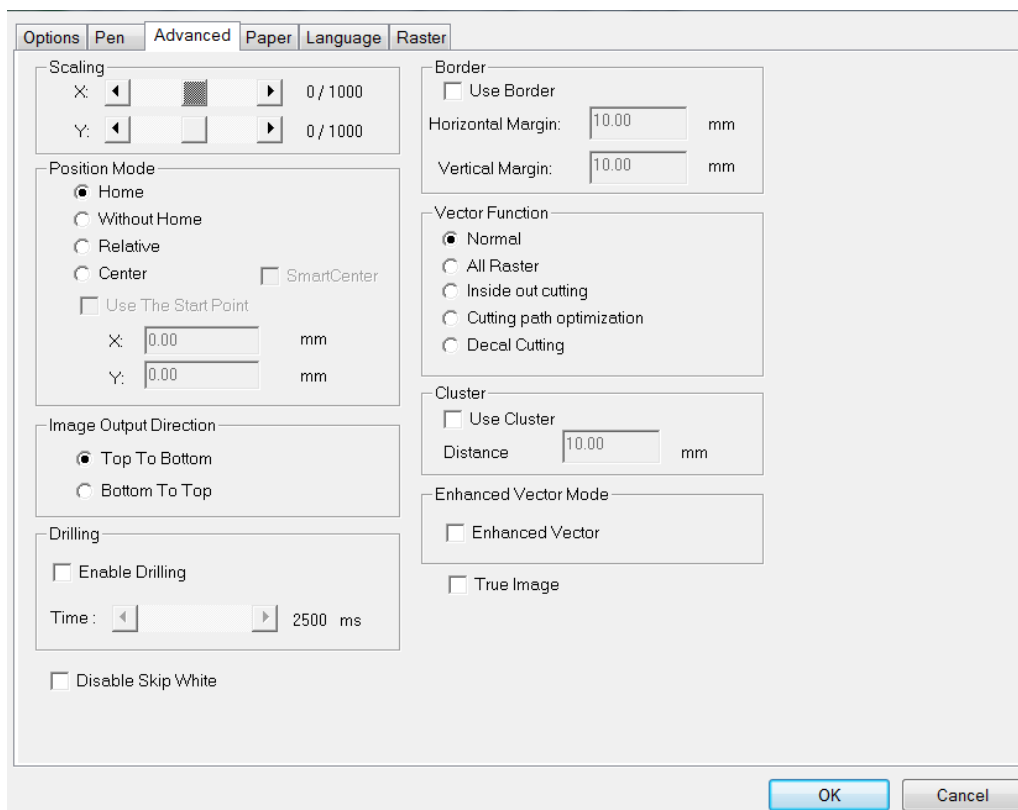 Options Pen Advanced Paper Language Raster
Scaling
X: 0 / 1000
Y: 0 / 1000
Position Mode
Home
Without Home
Relative
Center SmartCenter
Use The Start Point
X: 0.00 mm
Y: 0.00 mm
Image Output Direction
Top To Bottom
Bottom To Top
Drilling
Enable Drilling
Time : 2500 ms
Disable Skip White
Border
Use Border
Horizontal Margin: 10.00 mm
Vertical Margin: 10.00 mm
Vector Function
Normal
All Raster
Inside out cutting
Cutting path optimization
Decal Cutting
Cluster
Use Cluster
Distance 10.00 mm
Enhanced Vector Mode
Enhanced Vector
True Image
OK Cancel